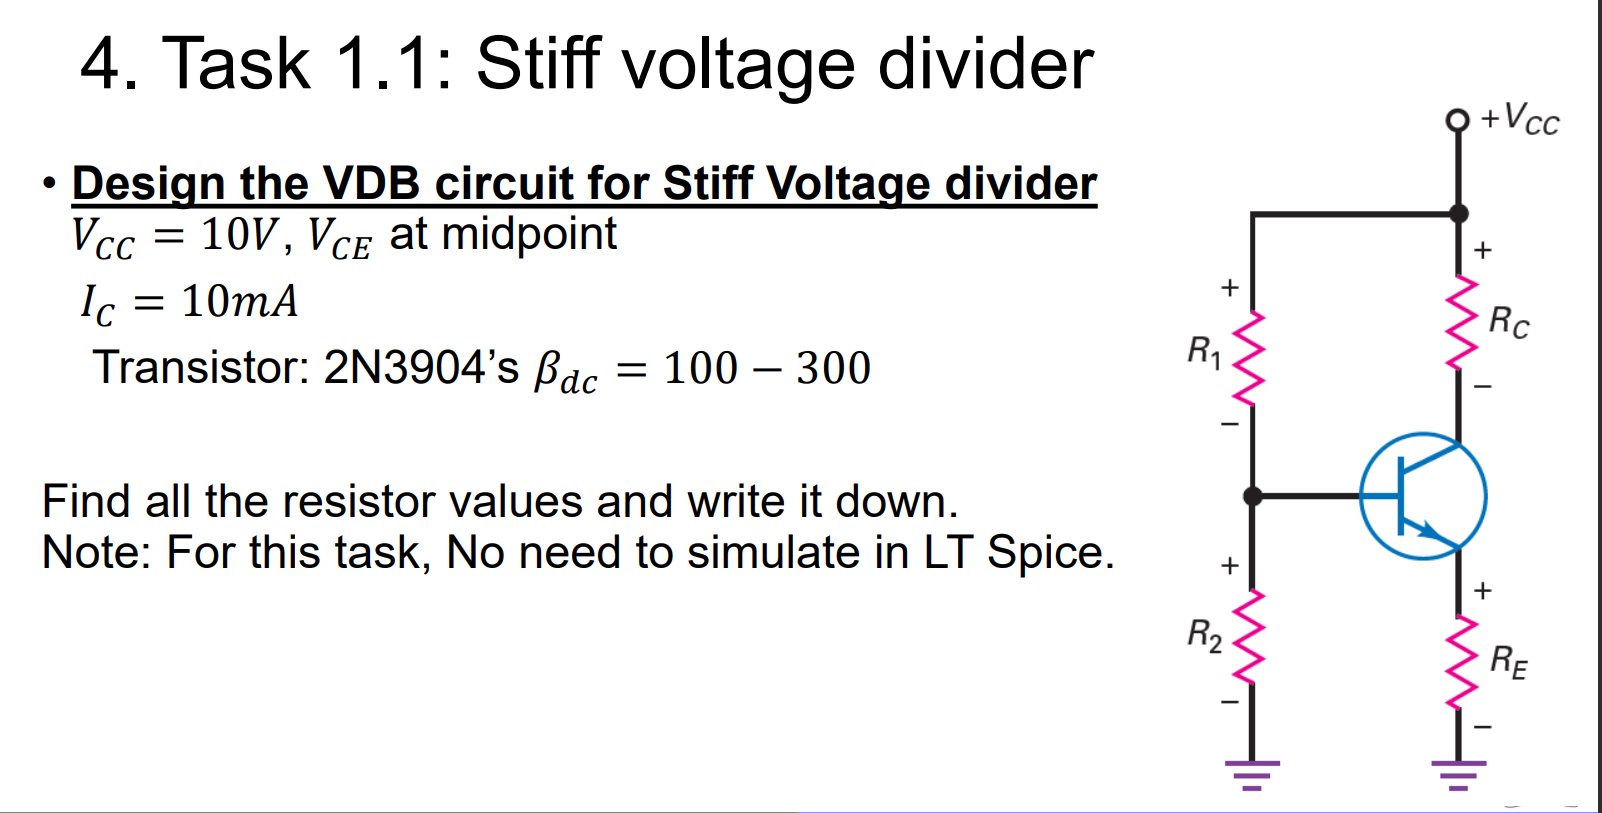 4. Task 1.1: Stiff voltage divider
• Design the VDB circuit for Stiff Voltage divider
V_CC = 10V, V_CE at midpoint
I_C = 10mA
Transistor: 2N3904’s β_dc = 100 − 300
Find all the resistor values and write it down.
Note: For this task, No need to simulate in LT Spice.
+V_CC
+
R_C
−
+
R_1
−
+
R_2
−
+
R_E
−